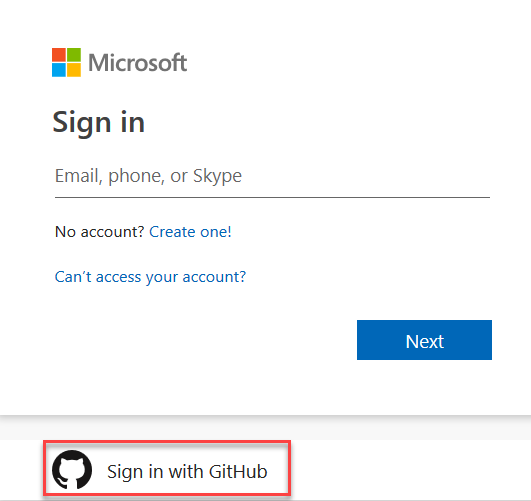 Microsoft
Sign in
Email, phone, or Skype
No account? Create one!
Can't access your account?
Next
Sign in with GitHub